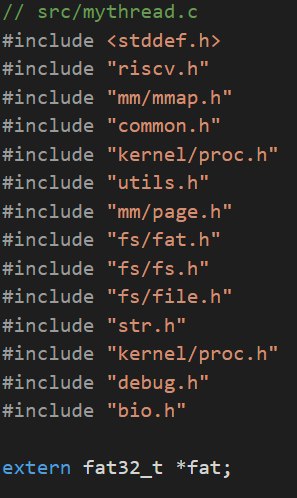 // src/mythread.c
#include <stddef.h>
#include "riscv.h"
#include "mm/mmap.h"
#include "common.h"
#include "kernel/proc.h"
#include "utils.h"
#include "mm/page.h"
#include "fs/fat.h"
#include "fs/fs.h"
#include "fs/file.h"
#include "str.h"
#include "kernel/proc.h"
#include "debug.h"
#include "bio.h"
extern fat32_t *fat;